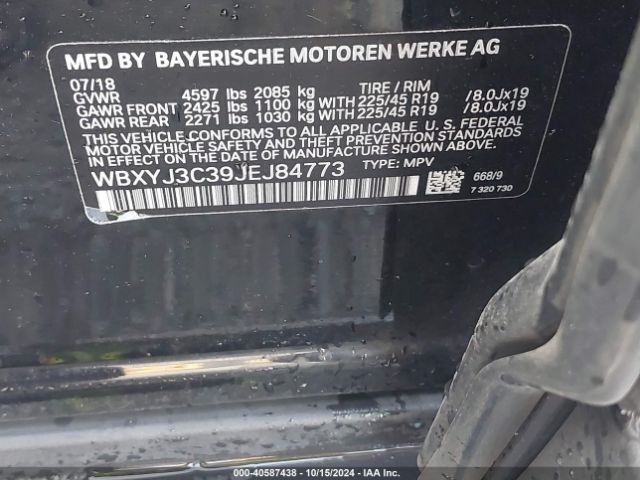 MFD BY BAYERISCHE MOTOREN WERKE AG
07/18 TIRE / RIM
GVWR 4597 lbs 2085 kg
GAWR FRONT 2425 lbs 1100 kg WITH 225/45 R19 /8.0Jx19
GAWR REAR 2271 lbs 1030 kg WITH 225/45 R19 /8.0Jx19
THIS VEHICLE CONFORMS TO ALL APPLICABLE U. S. FEDERAL
MOTOR VEHICLE SAFETY AND THEFT PREVENTION STANDARDS
IN EFFECT ON THE DATE OF MANUFACTURE SHOWN ABOVE.
WBXYJ3C39JEJ84773 TYPE: MPV
668/9
7 320 730
000-40587438 - 10/15/2024 - IAA Inc.